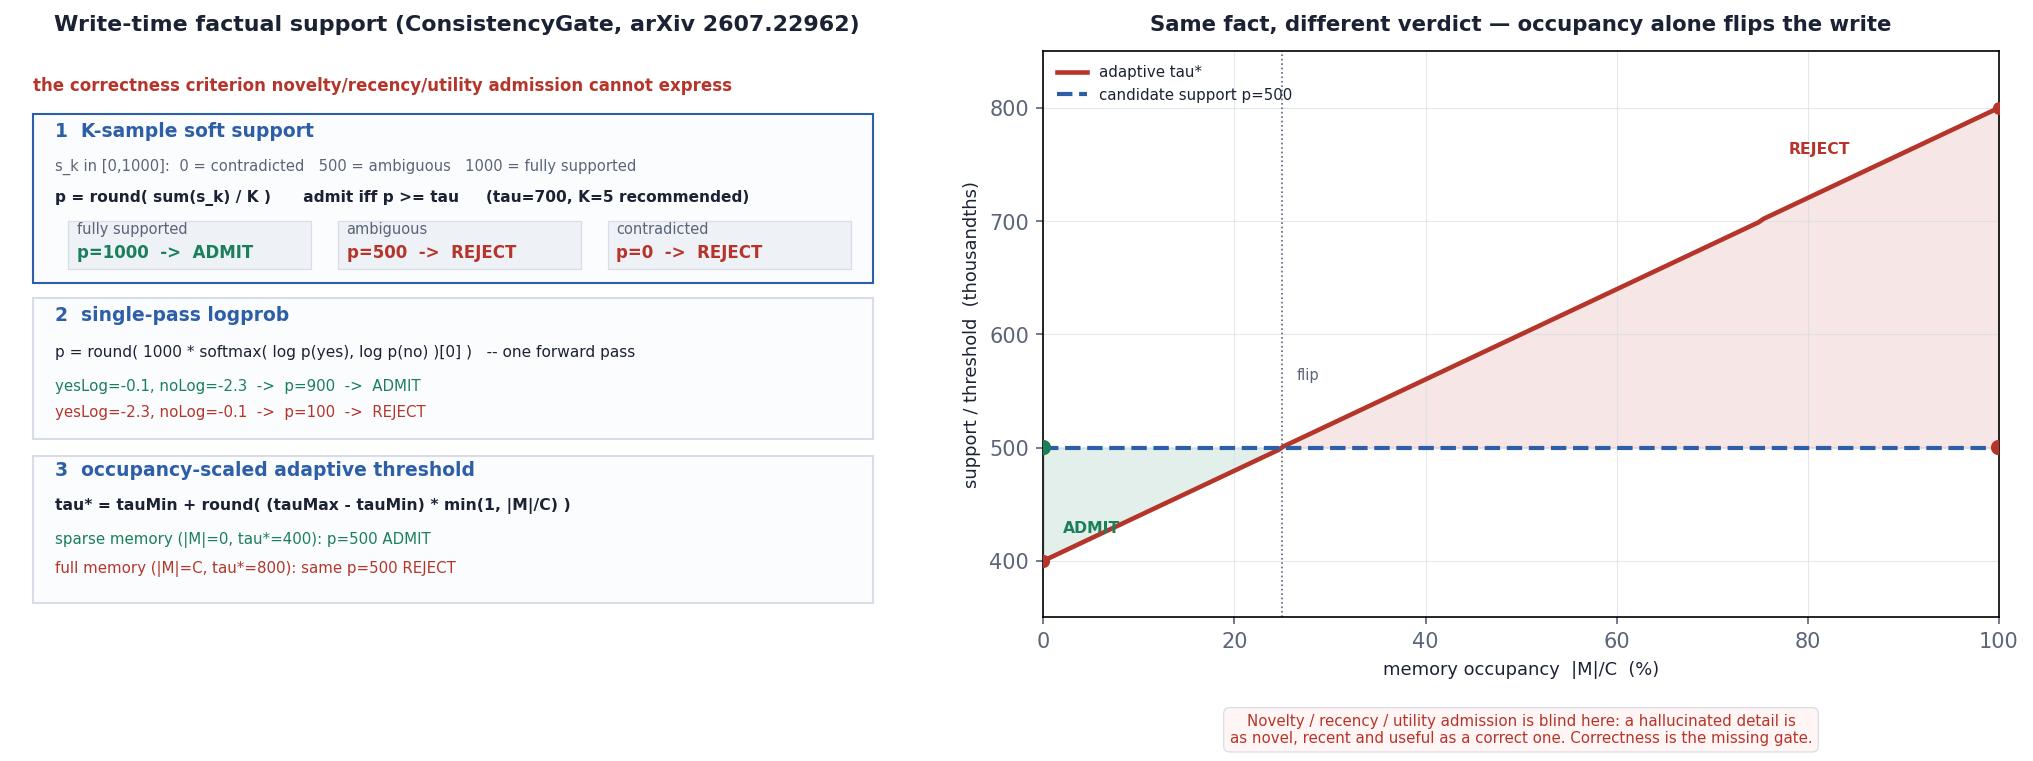 Write-time factual support (ConsistencyGate, arXiv 2607.22962)
the correctness criterion novelty/recency/utility admission cannot express
1 K-sample soft support
s_k in [0,1000]: 0 = contradicted 500 = ambiguous 1000 = fully supported
p = round( sum(s_k) / K ) admit iff p >= tau (tau=700, K=5 recommended)
fully supported
p=1000 -> ADMIT
ambiguous
p=500 -> REJECT
contradicted
p=0 -> REJECT
2 single-pass logprob
p = round( 1000 * softmax( log p(yes), log p(no) )[0] ) -- one forward pass
yesLog=-0.1, noLog=-2.3 -> p=900 -> ADMIT
yesLog=-2.3, noLog=-0.1 -> p=100 -> REJECT
3 occupancy-scaled adaptive threshold
tau* = tauMin + round( (tauMax - tauMin) * min(1, |M|/C) )
sparse memory (|M|=0, tau*=400): p=500 ADMIT
full memory (|M|=C, tau*=800): same p=500 REJECT
Same fact, different verdict — occupancy alone flips the write
adaptive tau*
candidate support p=500
REJECT
flip
ADMIT
support / threshold (thousandths)
800
700
600
500
400
0
20
40
60
80
100
memory occupancy |M|/C (%)
Novelty / recency / utility admission is blind here: a hallucinated detail is
as novel, recent and useful as a correct one. Correctness is the missing gate.